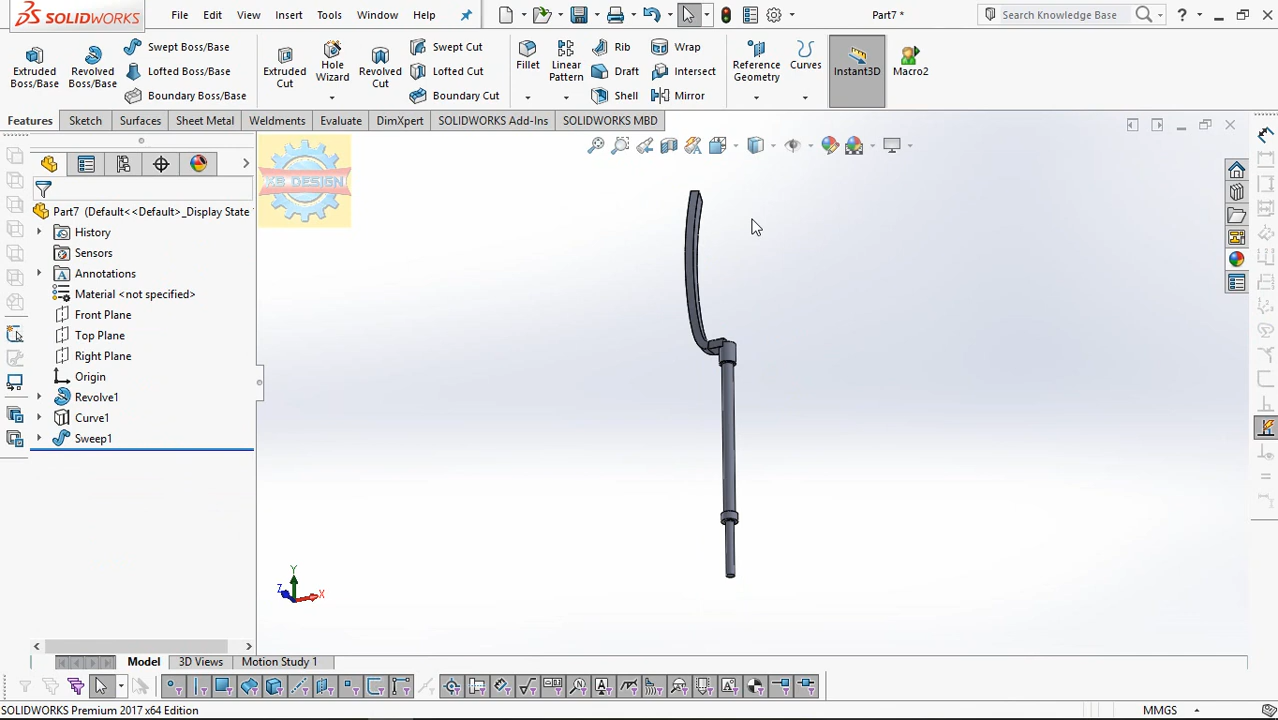 SOLIDWORKS
File Edit View Insert Tools Window Help
Part7 *
Search Knowledge Base
Extruded Boss/Base
Revolved Boss/Base
Swept Boss/Base
Lofted Boss/Base
Boundary Boss/Base
Extruded Cut
Hole Wizard
Revolved Cut
Swept Cut
Lofted Cut
Boundary Cut
Fillet
Linear Pattern
Rib
Draft
Shell
Wrap
Intersect
Mirror
Reference Geometry
Curves
Instant3D
Macro2
Features Sketch Surfaces Sheet Metal Weldments Evaluate DimXpert SOLIDWORKS Add-Ins SOLIDWORKS MBD
DESIGN
Part7 (Default<<Default>_Display State
History
Sensors
Annotations
Material <not specified>
Front Plane
Top Plane
Right Plane
Origin
Revolve1
Curve1
Sweep1
Y
Z
X
Model 3D Views Motion Study 1
SOLIDWORKS Premium 2017 x64 Edition
MMGS